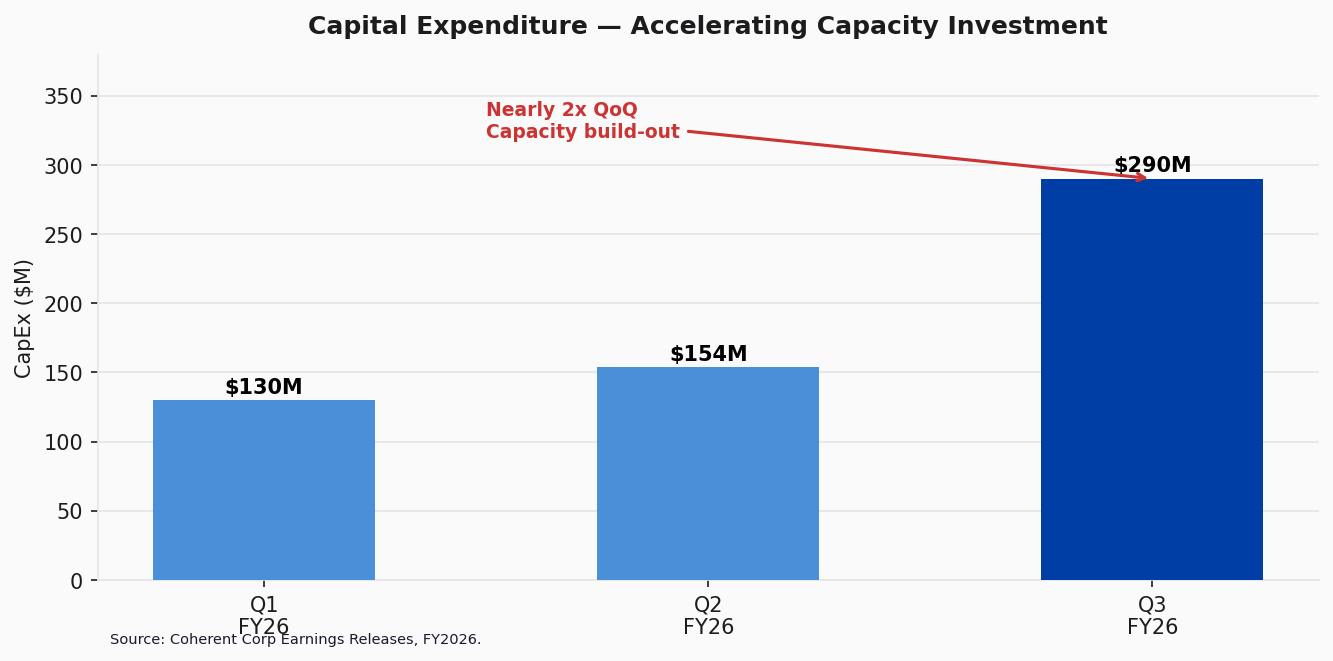 Capital Expenditure — Accelerating Capacity Investment
Nearly 2x QoQ
Capacity build-out
CapEx ($M)
350
300
250
200
150
100
50
0
$130M
$154M
$290M
Q1
FY26
Q2
FY26
Q3
FY26
Source: Coherent Corp Earnings Releases, FY2026.